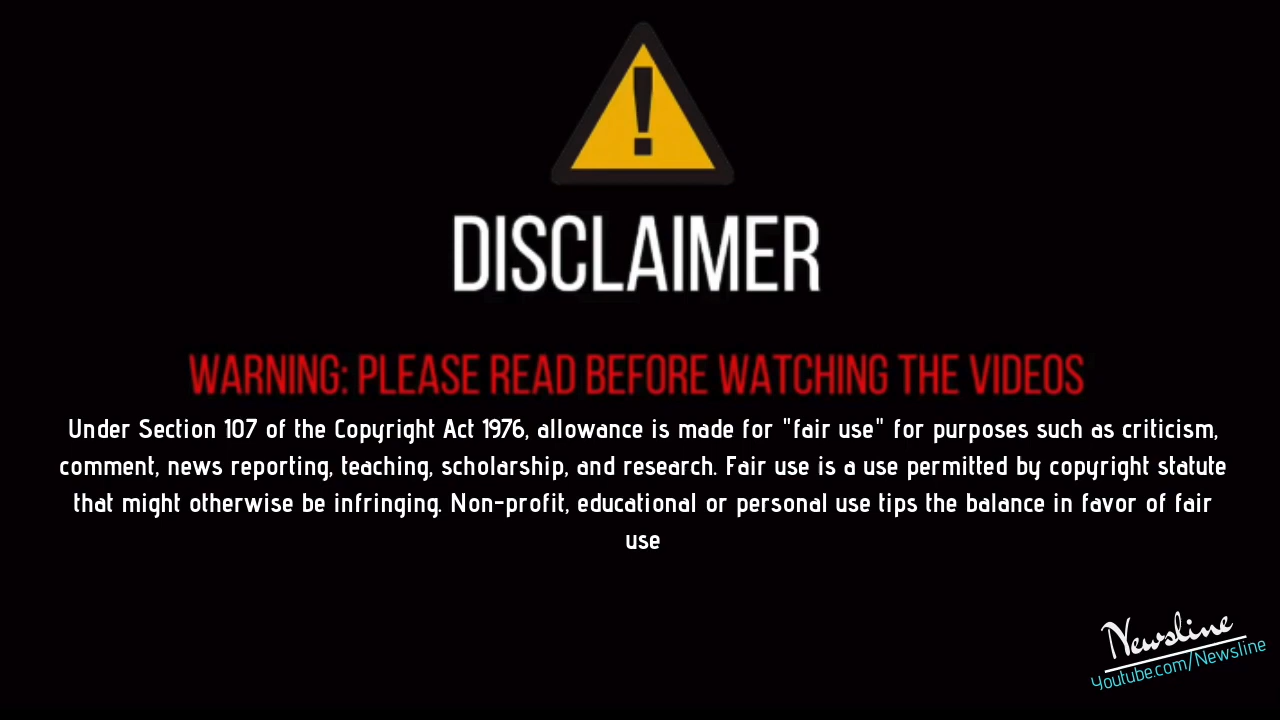 DISCLAIMER
WARNING: PLEASE READ BEFORE WATCHING THE VIDEOS
Under Section 107 of the Copyright Act 1976, allowance is made for "fair use" for purposes such as criticism,
comment, news reporting, teaching, scholarship, and research. Fair use is a use permitted by copyright statute
that might otherwise be infringing. Non-profit, educational or personal use tips the balance in favor of fair
use
Newsline
Youtube.com/Newsline